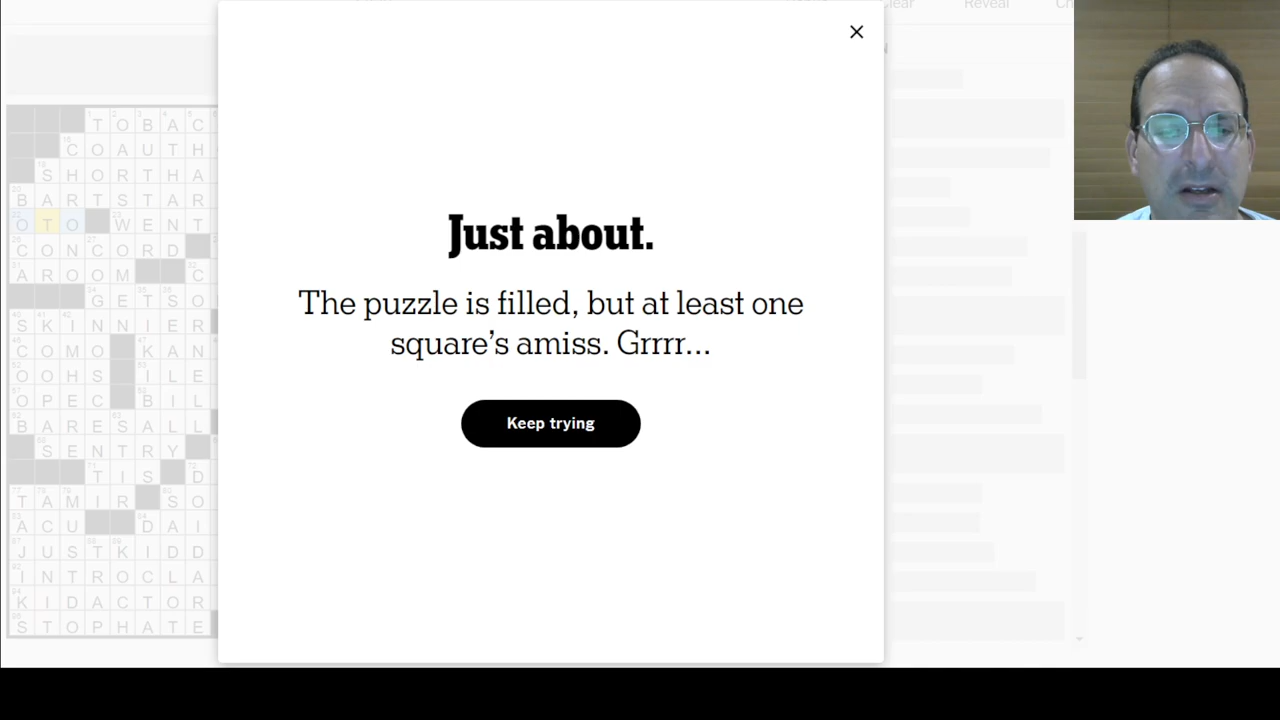 Clear
Reveal
Just about.
The puzzle is filled, but at least one
square's amiss. Grrrr...
Keep trying
TOBAC
COAUTH
SHORTHA
BARTSTAR
OTO WENT
CONCORD
AROOM C
GETSO
SKINNIER
COMO KAN
OOHS ILE
OPEC BIL
BARESALL
SENTRY
TIS D
TAMIR SO
ACU DAI
JUSTKIDD
INTROCLA
KIDACTOR
STOPHATE